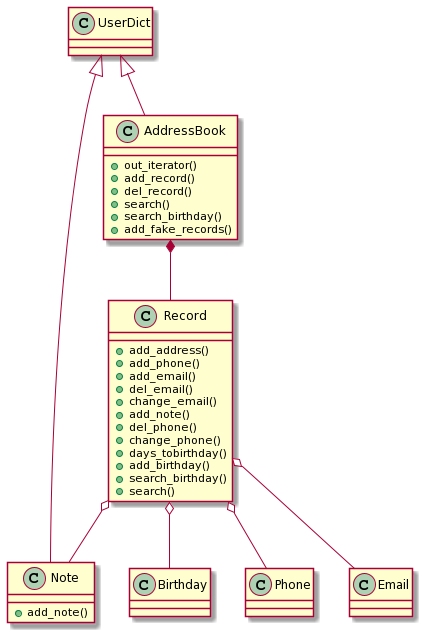 C UserDict
C AddressBook
out_iterator()
add_record()
del_record()
search()
search_birthday()
add_fake_records()
C Record
add_address()
add_phone()
add_email()
del_email()
change_email()
add_note()
del_phone()
change_phone()
days_tobirthday()
add_birthday()
search_birthday()
search()
C Note
add_note()
C Birthday
C Phone
C Email